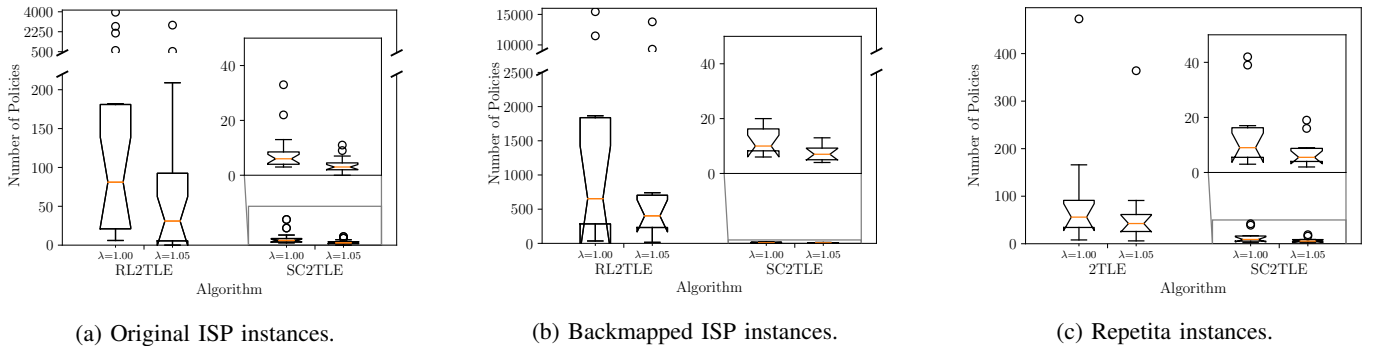 4000
2250
500
200
150
100
50
0
Number of Policies
40
20
0
λ=1.00 λ=1.05 λ=1.00 λ=1.05
RL2TLE SC2TLE
Algorithm
(a) Original ISP instances.
15000
10000
2500
2000
1500
1000
500
0
Number of Policies
40
20
0
λ=1.00 λ=1.05 λ=1.00 λ=1.05
RL2TLE SC2TLE
Algorithm
(b) Backmapped ISP instances.
400
300
200
100
0
Number of Policies
40
20
0
λ=1.00 λ=1.05 λ=1.00 λ=1.05
2TLE SC2TLE
Algorithm
(c) Repetita instances.